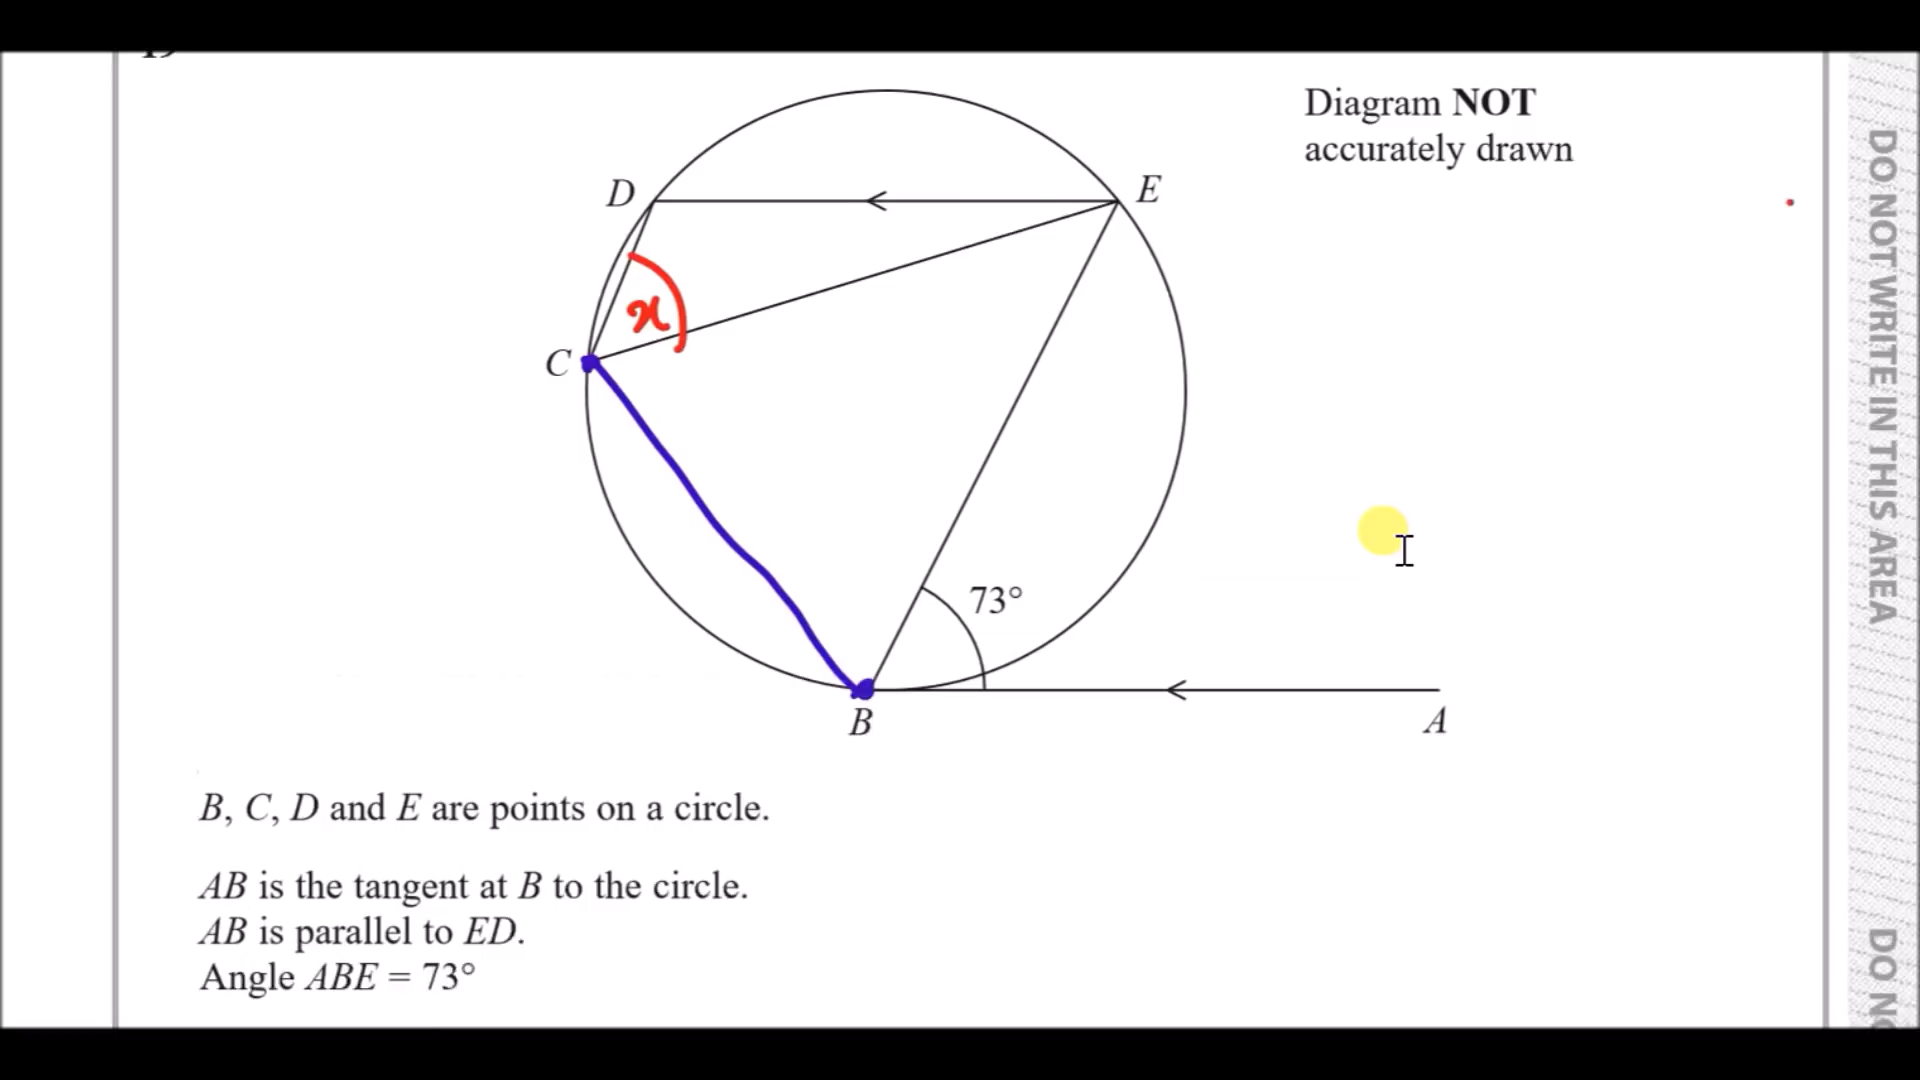 Diagram NOT
accurately drawn
D
E
x
C
73°
B
A
B, C, D and E are points on a circle.
AB is the tangent at B to the circle.
AB is parallel to ED.
Angle ABE = 73°
DO NOT WRITE IN THIS AREA
DO NO